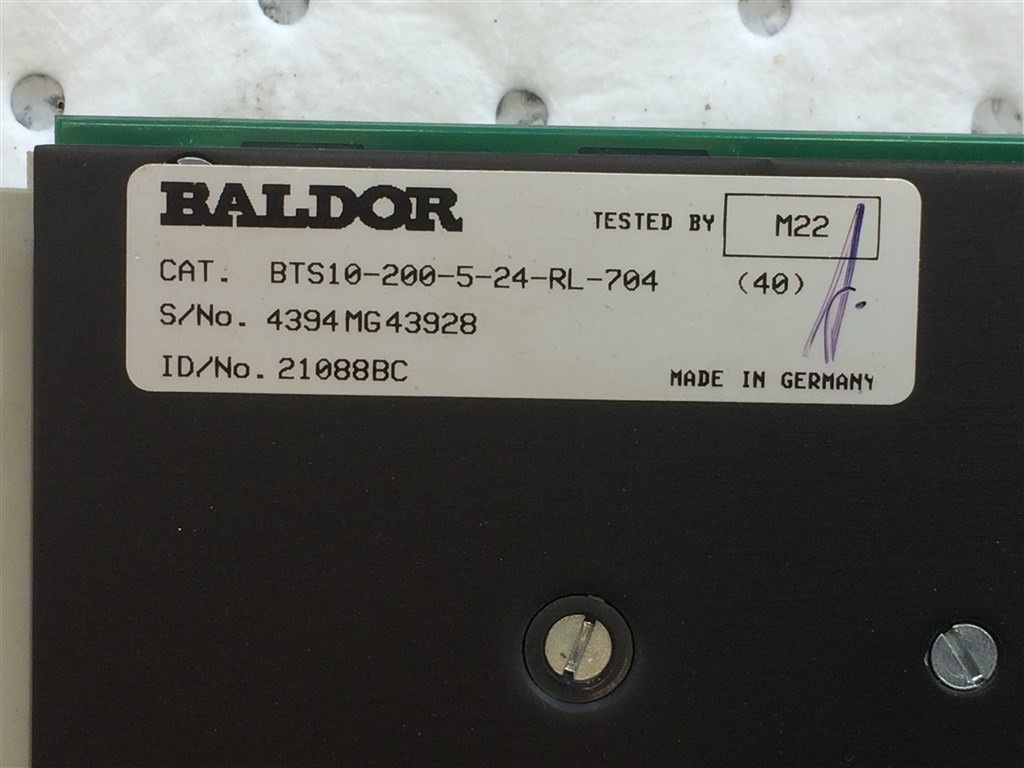 BALDOR
TESTED BY M22
CAT. BTS10-200-5-24-RL-704 (40)
S/No. 4394MG43928
ID/No. 21088BC
MADE IN GERMANY